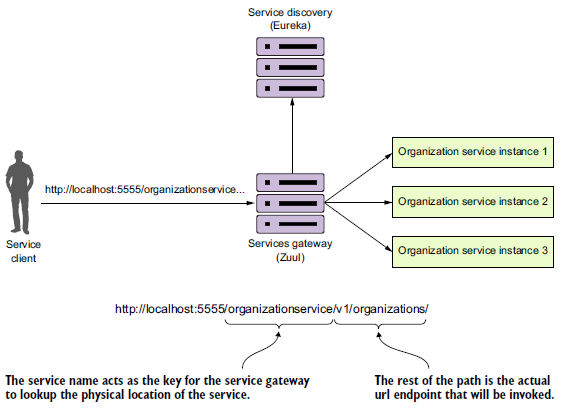 Service discovery
(Eureka)
Organization service instance 1
http://localhost:5555/organizationservice...
Organization service instance 2
Service
client
Services gateway
(Zuul)
Organization service instance 3
http://localhost:5555/organizationservice/v1/organizations/
The service name acts as the key for the service gateway
to lookup the physical location of the service.
The rest of the path is the actual
url endpoint that will be invoked.